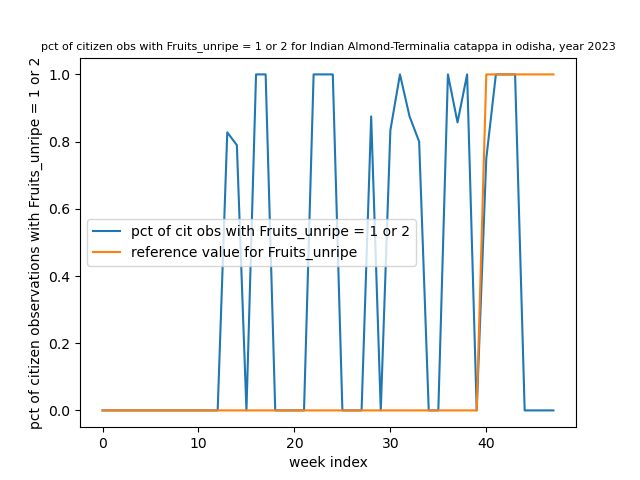 pct of citizen obs with Fruits_unripe = 1 or 2 for Indian Almond-Terminalia catappa in odisha, year 2023
pct of citizen observations with Fruits_unripe = 1 or 2
1.0
0.8
0.6
0.4
0.2
0.0
pct of cit obs with Fruits_unripe = 1 or 2
reference value for Fruits_unripe
0 10 20 30 40
week index